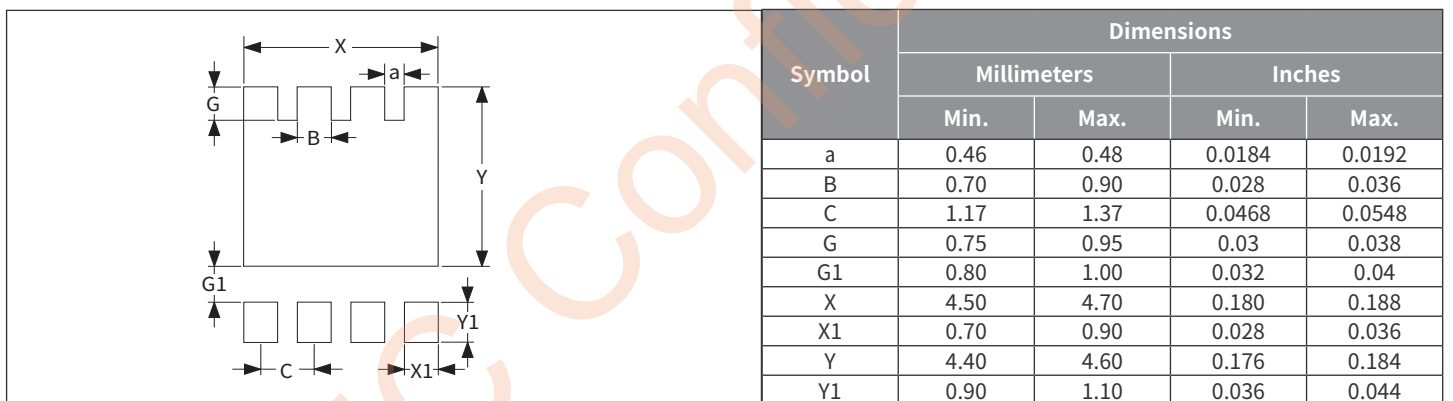 X
a
G
B
Y
G1
Y1
C
X1
Symbol Dimensions
Millimeters Inches
Min. Max. Min. Max.
a 0.46 0.48 0.0184 0.0192
B 0.70 0.90 0.028 0.036
C 1.17 1.37 0.0468 0.0548
G 0.75 0.95 0.03 0.038
G1 0.80 1.00 0.032 0.04
X 4.50 4.70 0.180 0.188
X1 0.70 0.90 0.028 0.036
Y 4.40 4.60 0.176 0.184
Y1 0.90 1.10 0.036 0.044